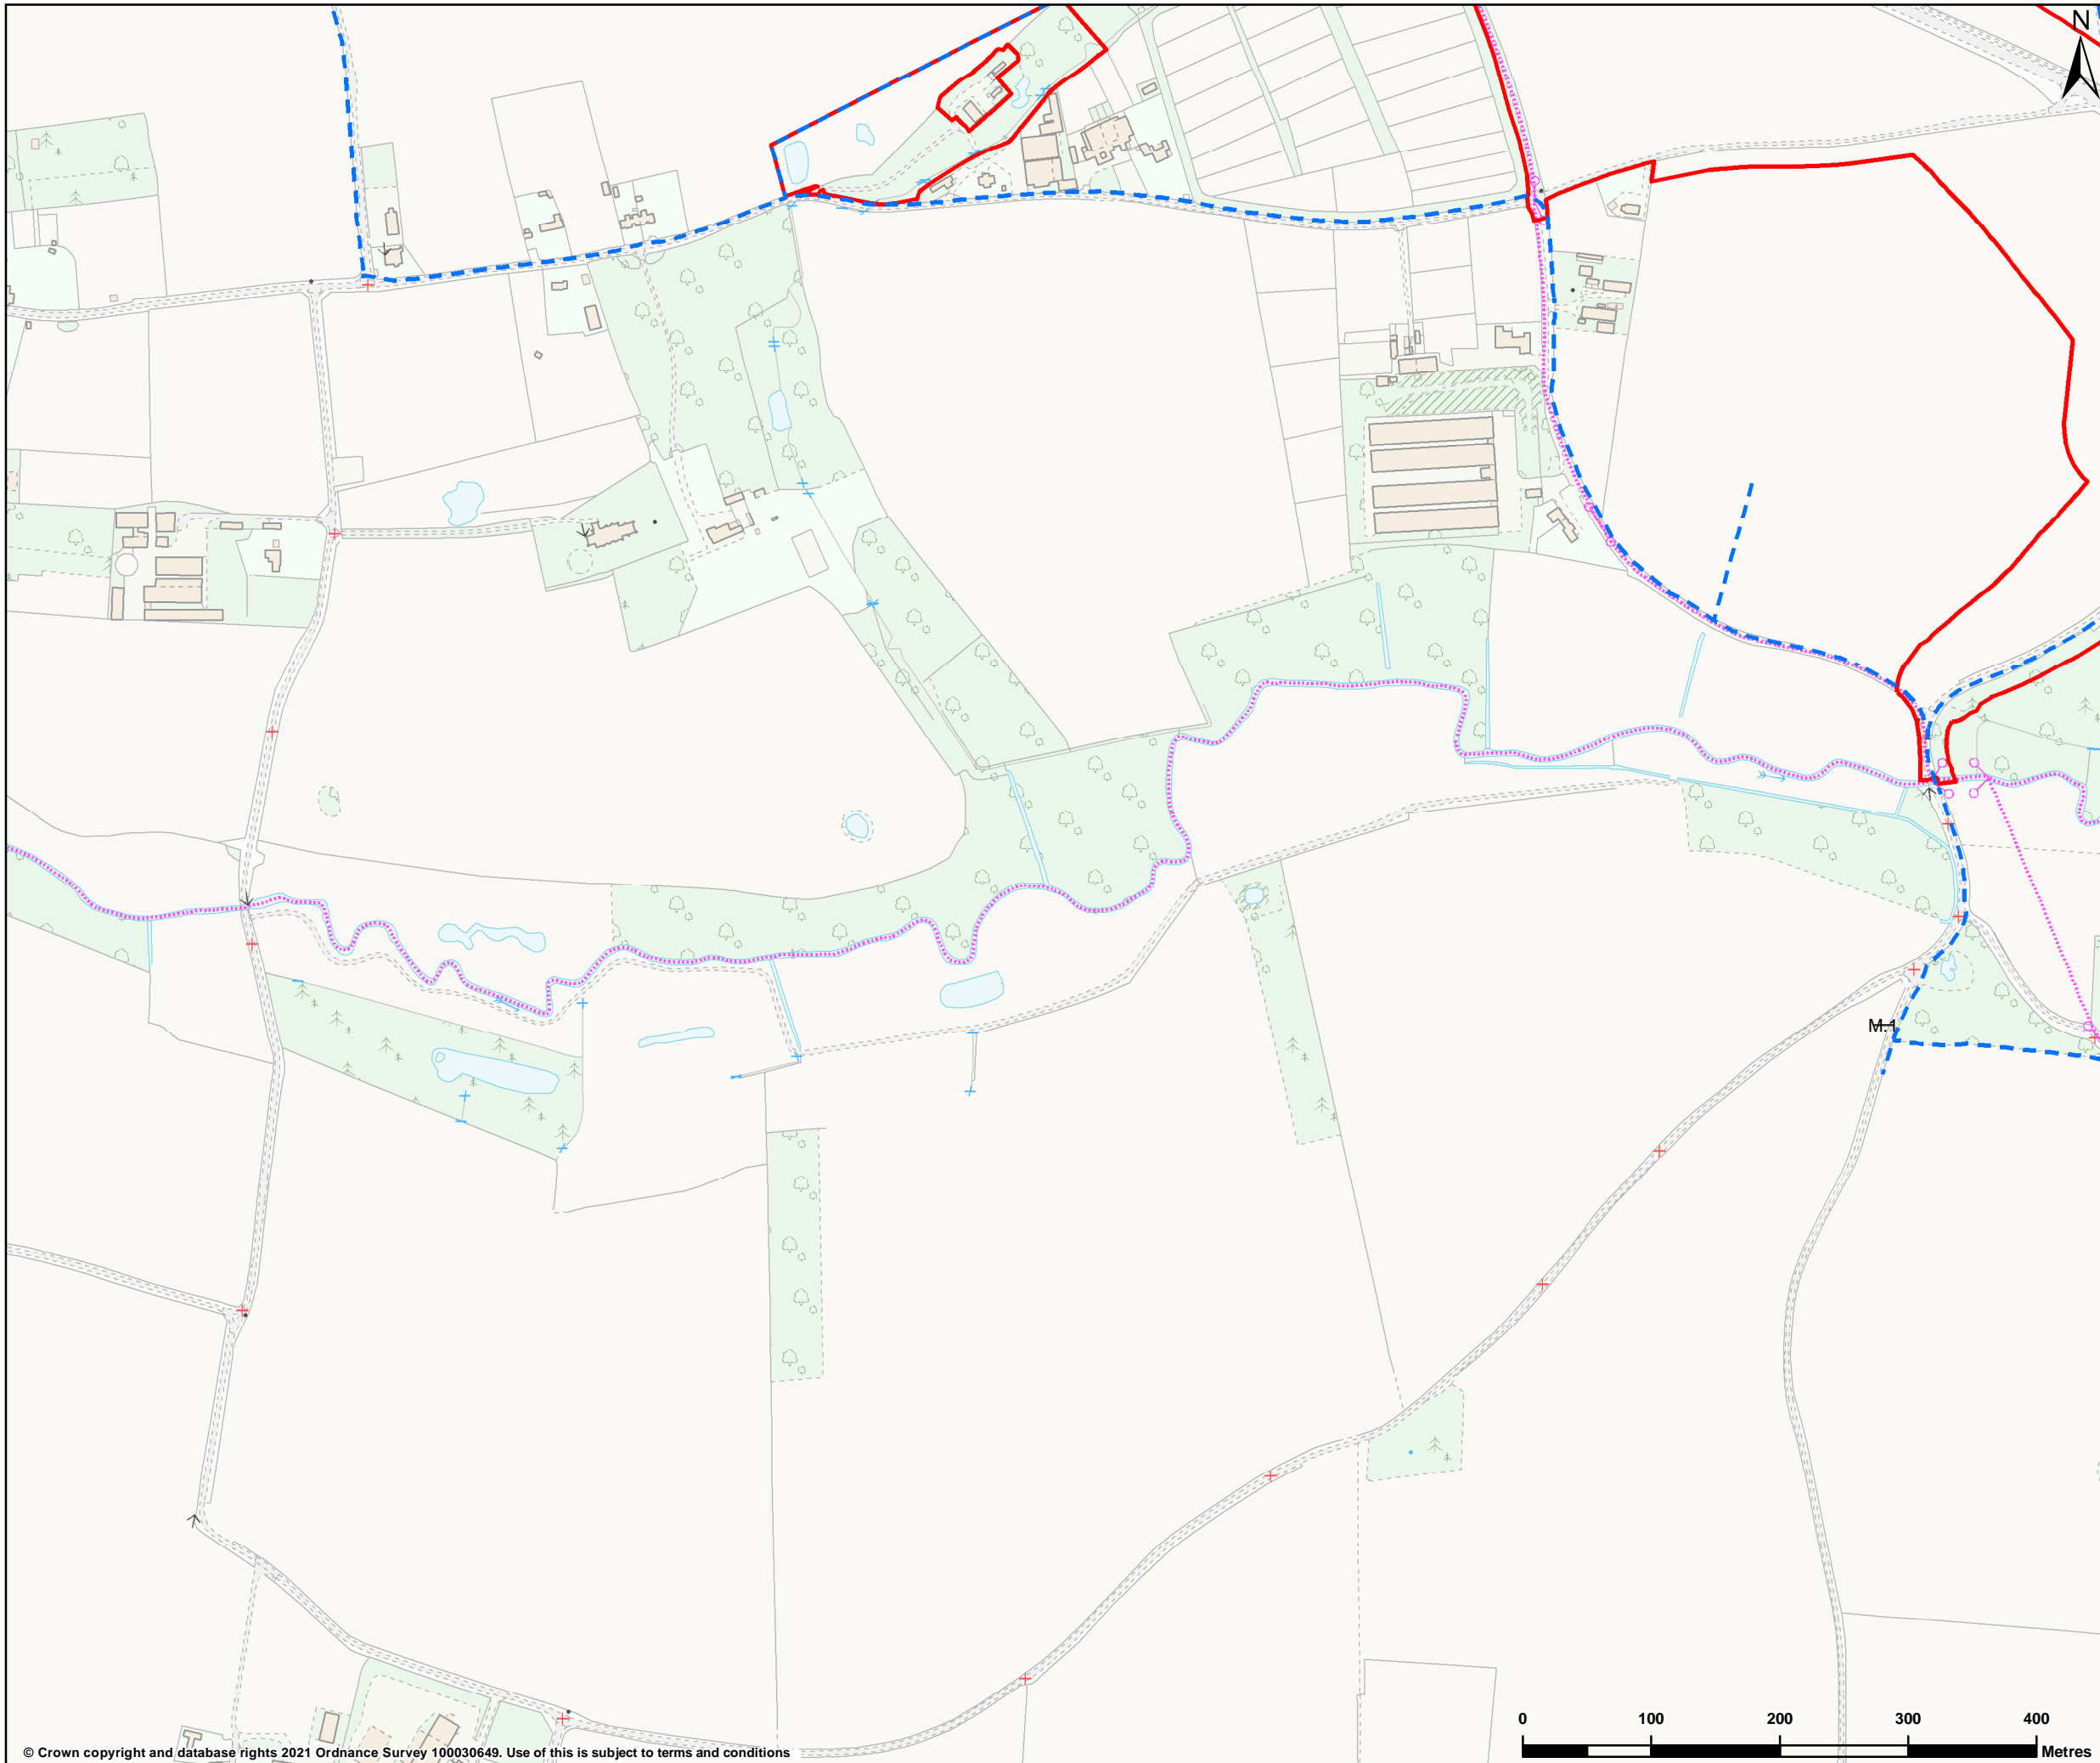 N
M.1
0 100 200 300 400
Metres
© Crown copyright and database rights 2021 Ordnance Survey 100030649. Use of this is subject to terms and conditions